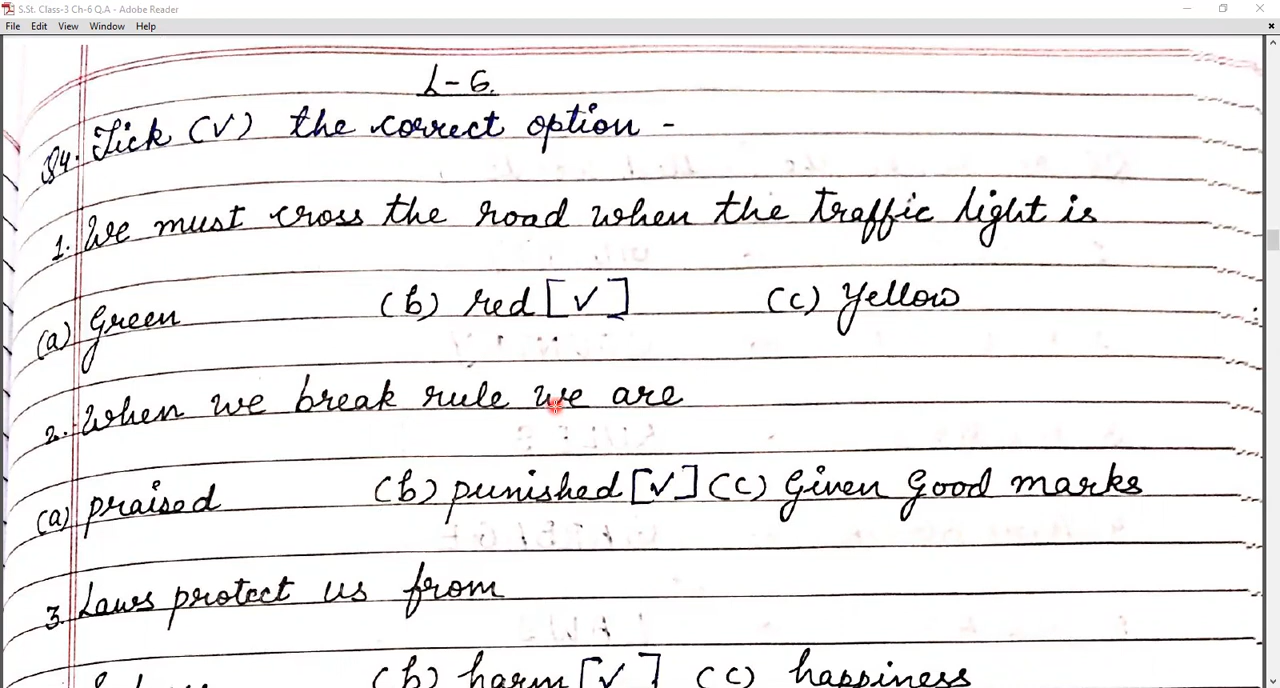 S.St. Class-3 Ch-6 Q.A - Adobe Reader
File Edit View Window Help
L-6.
Q4. Tick (✓) the correct option -
1. We must cross the road when the traffic light is
(a) Green (b) red [✓] (c) Yellow
2. When we break rule we are
(a) praised (b) punished [✓] (c) Given Good marks
3. Laws protect us from
(b) harm [✓] (c) happiness